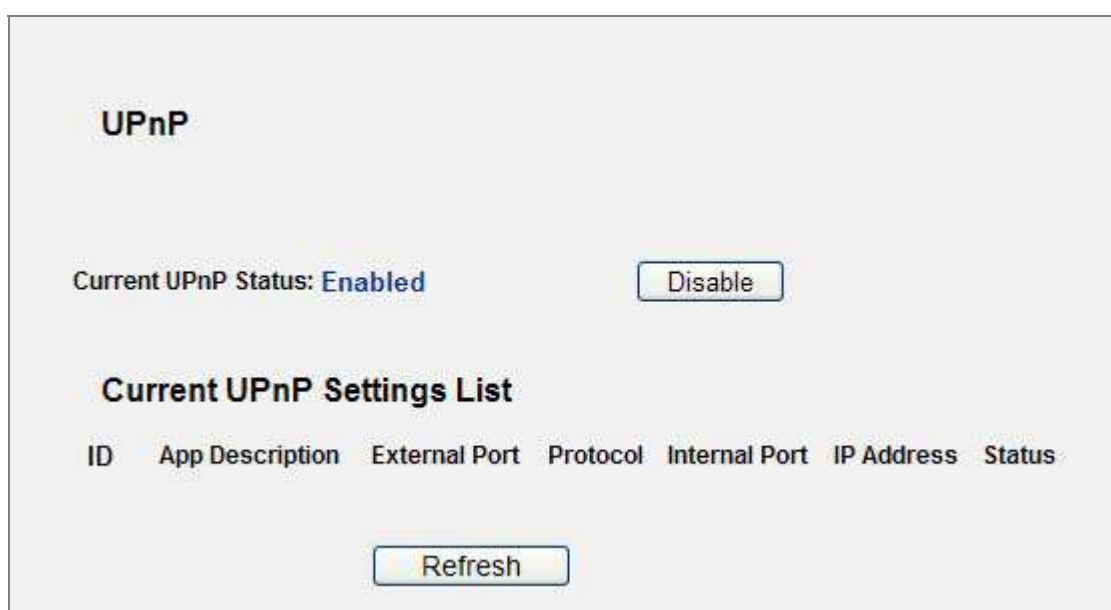 UPnP
Current UPnP Status: Enabled Disable
Current UPnP Settings List
ID App Description External Port Protocol Internal Port IP Address Status
Refresh